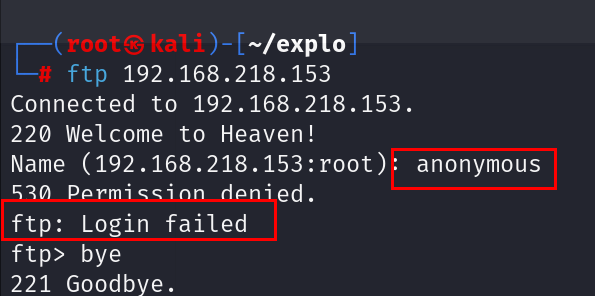 ┌──(root㉿kali)-[~/explo]
└─# ftp 192.168.218.153
Connected to 192.168.218.153.
220 Welcome to Heaven!
Name (192.168.218.153:root): anonymous
530 Permission denied.
ftp: Login failed
ftp> bye
221 Goodbye.